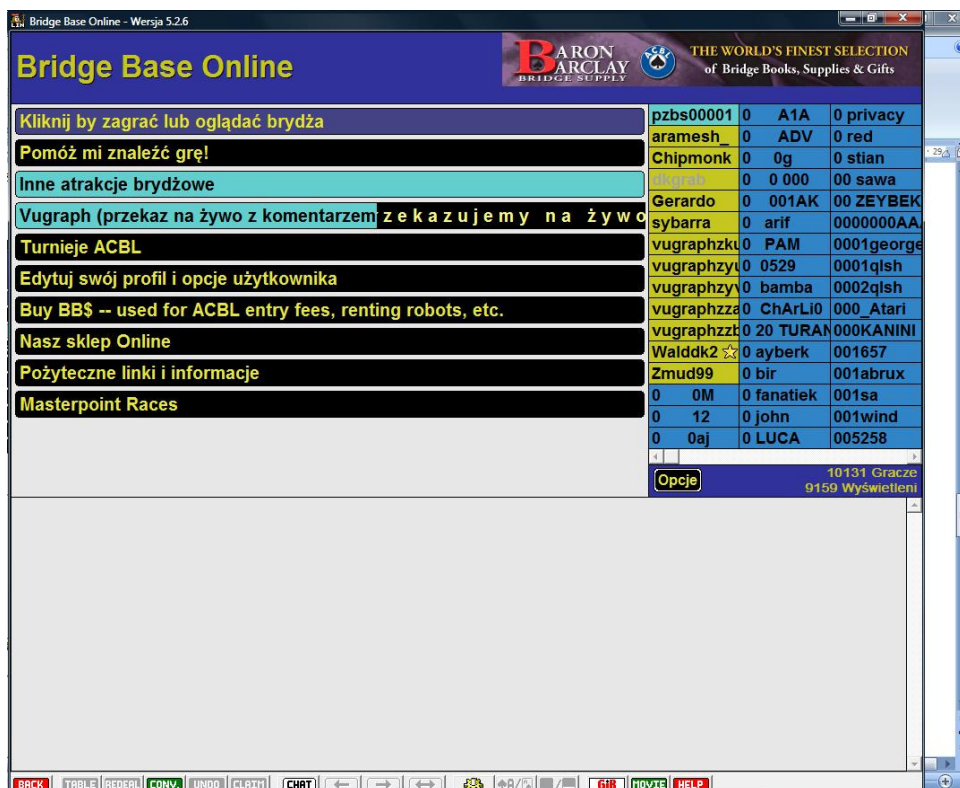 Bridge Base Online - Wersja 5.2.6
Bridge Base Online
BARON BARCLAY
BRIDGE SUPPLY
ACBL
THE WORLD'S FINEST SELECTION
of Bridge Books, Supplies & Gifts
Kliknij by zagrać lub oglądać brydża
Pomóż mi znaleźć grę!
Inne atrakcje brydżowe
Vugraph (przekaz na żywo z komentarzem z e k a z u j e m y n a ż y w o
Turnieje ACBL
Edytuj swój profil i opcje użytkownika
Buy BB$ -- used for ACBL entry fees, renting robots, etc.
Nasz sklep Online
Pożyteczne linki i informacje
Masterpoint Races
pzbs00001 0 A1A 0 privacy
aramesh_ 0 ADV 0 red
Chipmonk 0 0g 0 stian
dkgrab 0 0 000 00 sawa
Gerardo 0 001AK 00 ZEYBEK
sybarra 0 arif 0000000AA
vugraphzku 0 PAM 0001george
vugraphzyu 0 0529 0001qlsh
vugraphzyv 0 bamba 0002qlsh
vugraphzza 0 ChArLi0 000_Atari
vugraphzzb 0 20 TURAN 000KANINI
Walddk2 0 ayberk 001657
Zmud99 0 bir 001abrux
0 0M 0 fanatiek 001sa
0 12 0 john 001wind
0 0aj 0 LUCA 005258
Opcje
10131 Gracze
9159 Wyświetleni
BACK TABLE REDEAL CONV. UNDO CLAIM CHAT GIB MOVIE HELP